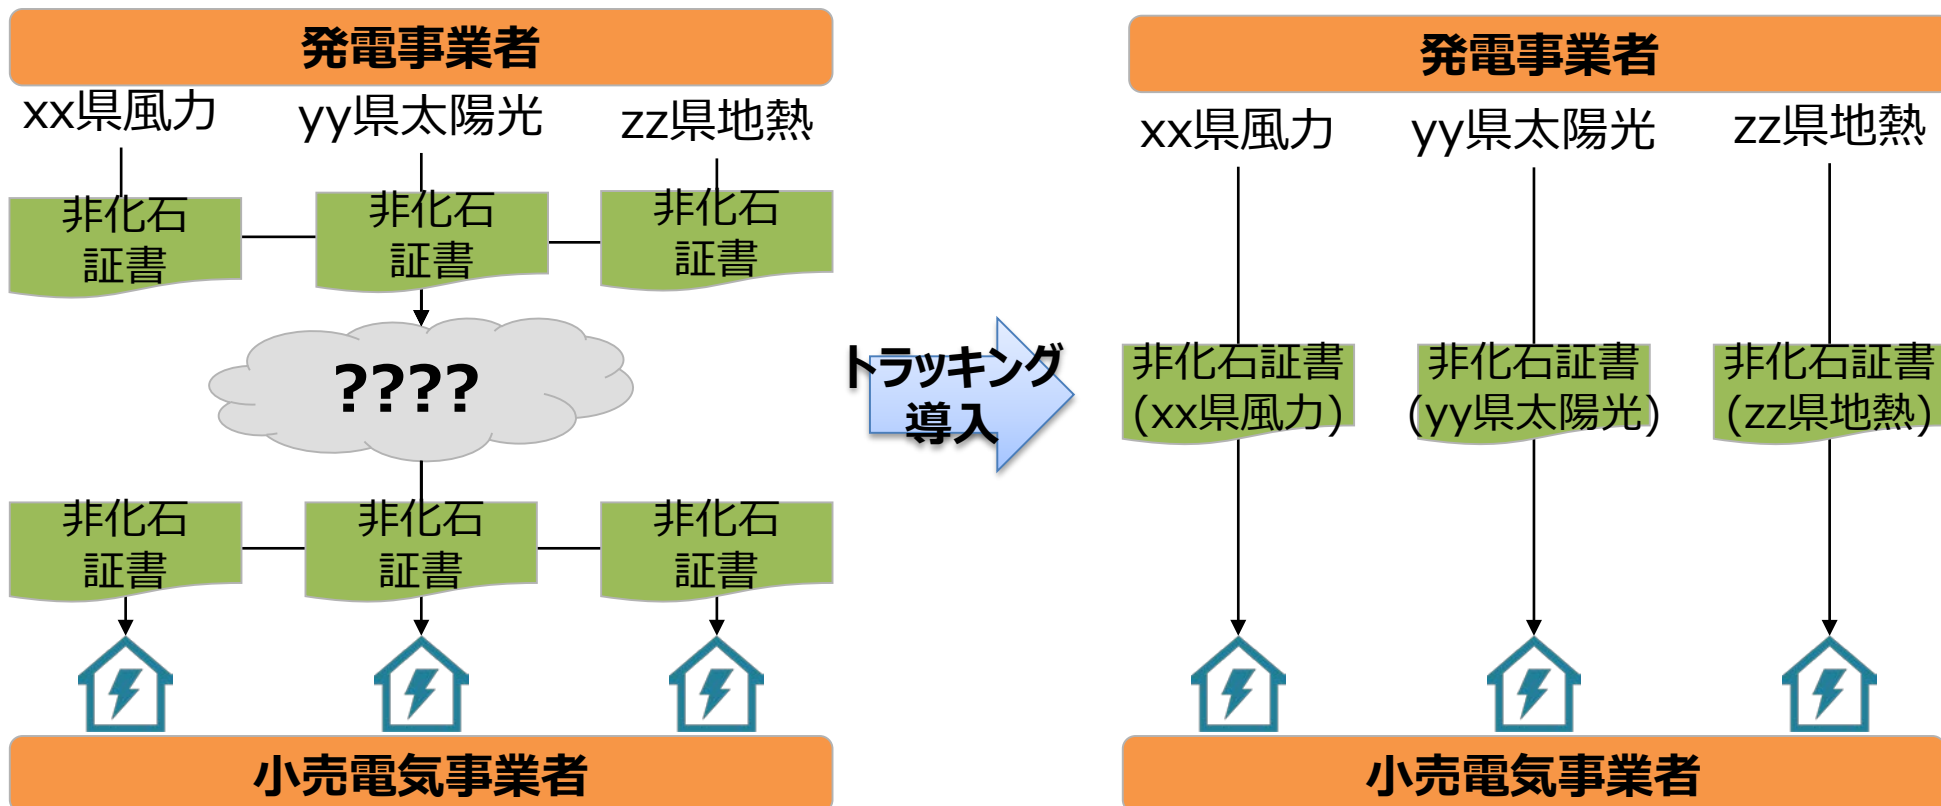 発電事業者
xx県風力
yy県太陽光
zz県地熱
非化石
証書
非化石
証書
非化石
証書
????
非化石
証書
非化石
証書
非化石
証書
小売電気事業者
トラッキング
導入
発電事業者
xx県風力
yy県太陽光
zz県地熱
非化石証書
(xx県風力)
非化石証書
(yy県太陽光)
非化石証書
(zz県地熱)
小売電気事業者